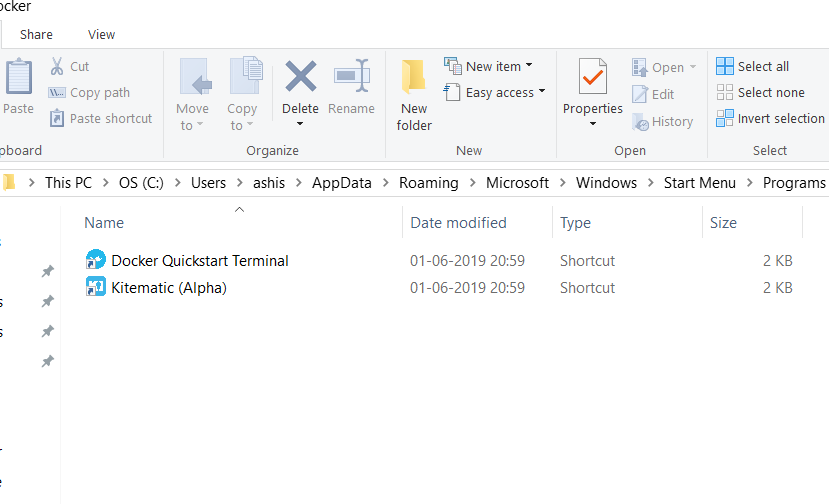 ocker
Share View
Paste
Cut
Copy path
Paste shortcut
pboard
Move to
Copy to
Delete
Rename
Organize
New folder
New item
Easy access
New
Properties
Open
Edit
History
Open
Select all
Select none
Invert selection
Select
This PC > OS (C:) > Users > ashis > AppData > Roaming > Microsoft > Windows > Start Menu > Programs
Name Date modified Type Size
Docker Quickstart Terminal 01-06-2019 20:59 Shortcut 2 KB
Kitematic (Alpha) 01-06-2019 20:59 Shortcut 2 KB